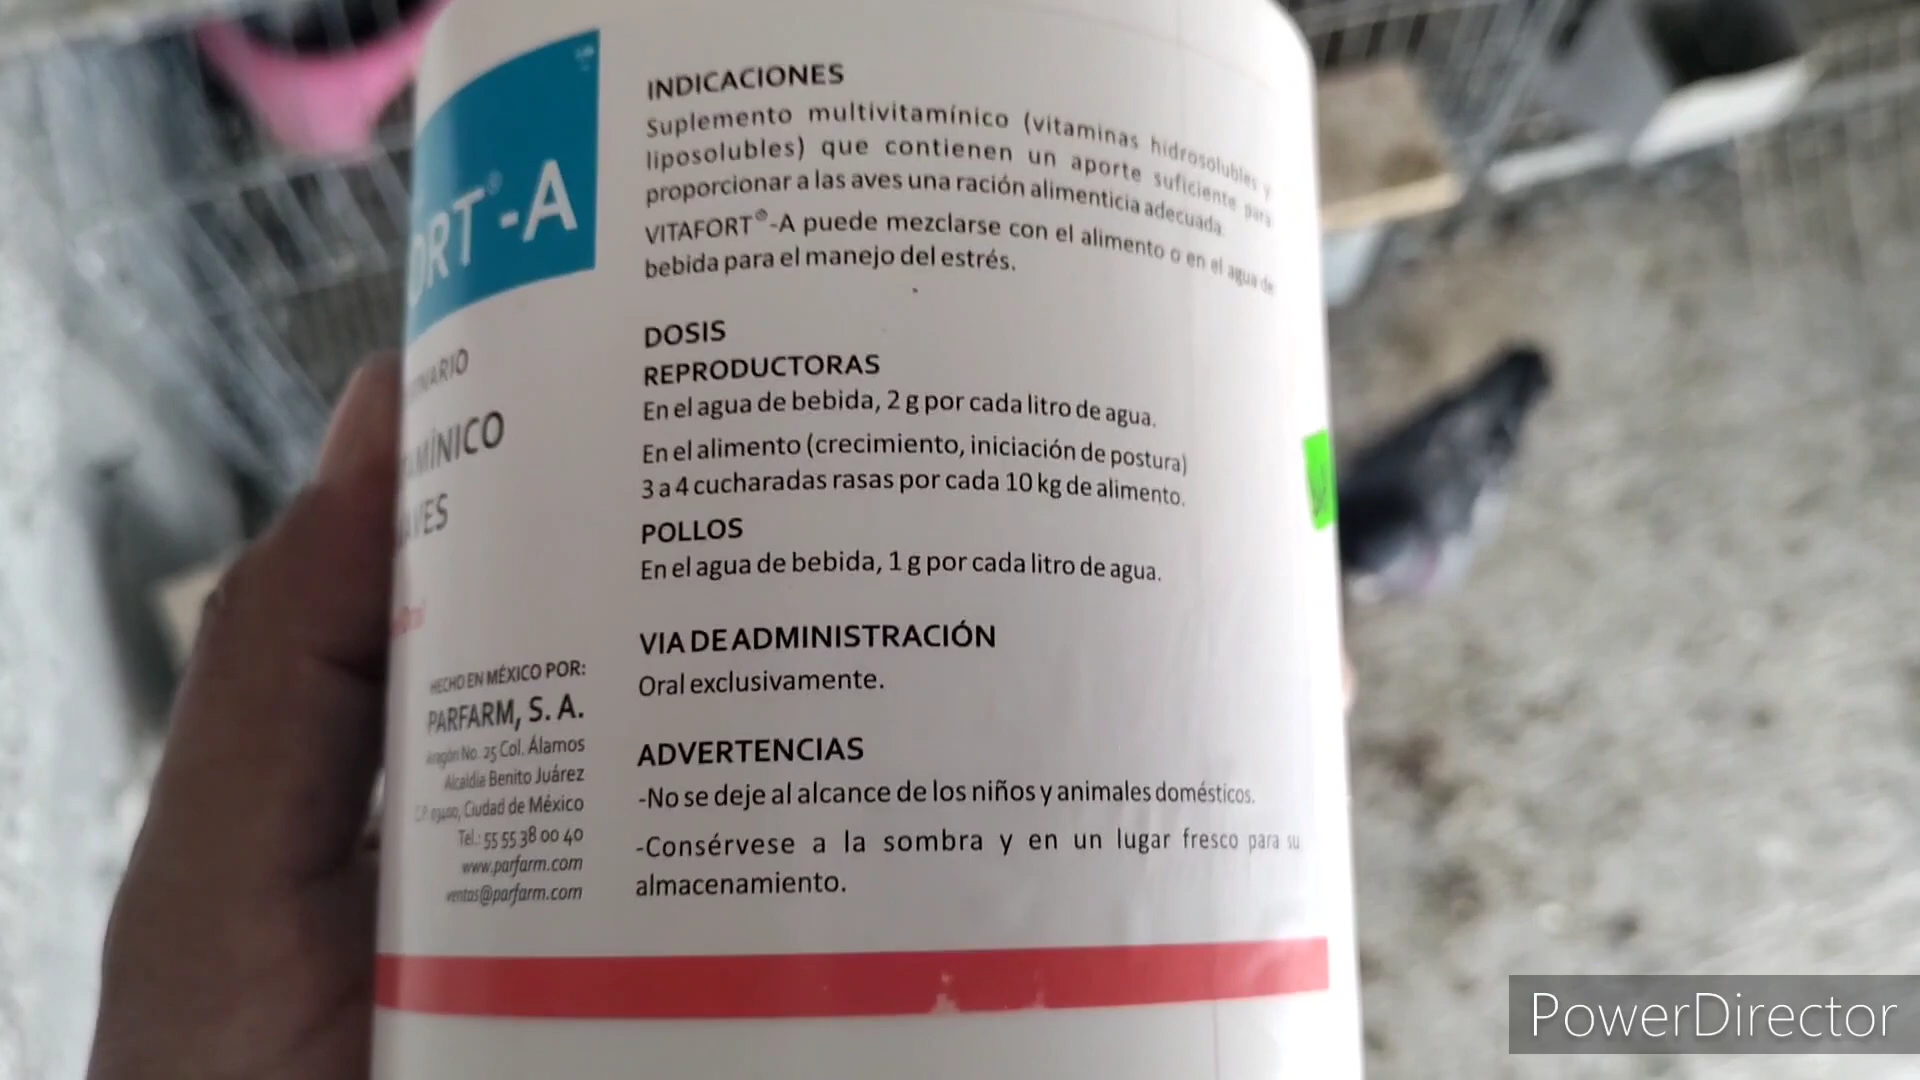 ORT®-A
MÍNICO
AVES
HECHO EN MÉXICO POR:
PARFARM, S. A.
Aragón No. 25 Col. Álamos
Alcaldía Benito Juárez
Ciudad de México
Tel.: 55 55 38 00 40
www.parfarm.com
ventas@parfarm.com
INDICACIONES
Suplemento multivitamínico (vitaminas hidrosolubles y
liposolubles) que contienen un aporte suficiente para
proporcionar a las aves una ración alimenticia adecuada.
VITAFORT®-A puede mezclarse con el alimento o en el agua de
bebida para el manejo del estrés.
DOSIS
REPRODUCTORAS
En el agua de bebida, 2 g por cada litro de agua.
En el alimento (crecimiento, iniciación de postura)
3 a 4 cucharadas rasas por cada 10 kg de alimento.
POLLOS
En el agua de bebida, 1 g por cada litro de agua.
VIA DE ADMINISTRACIÓN
Oral exclusivamente.
ADVERTENCIAS
-No se deje al alcance de los niños y animales domésticos.
-Consérvese a la sombra y en un lugar fresco para su
almacenamiento.
PowerDirector